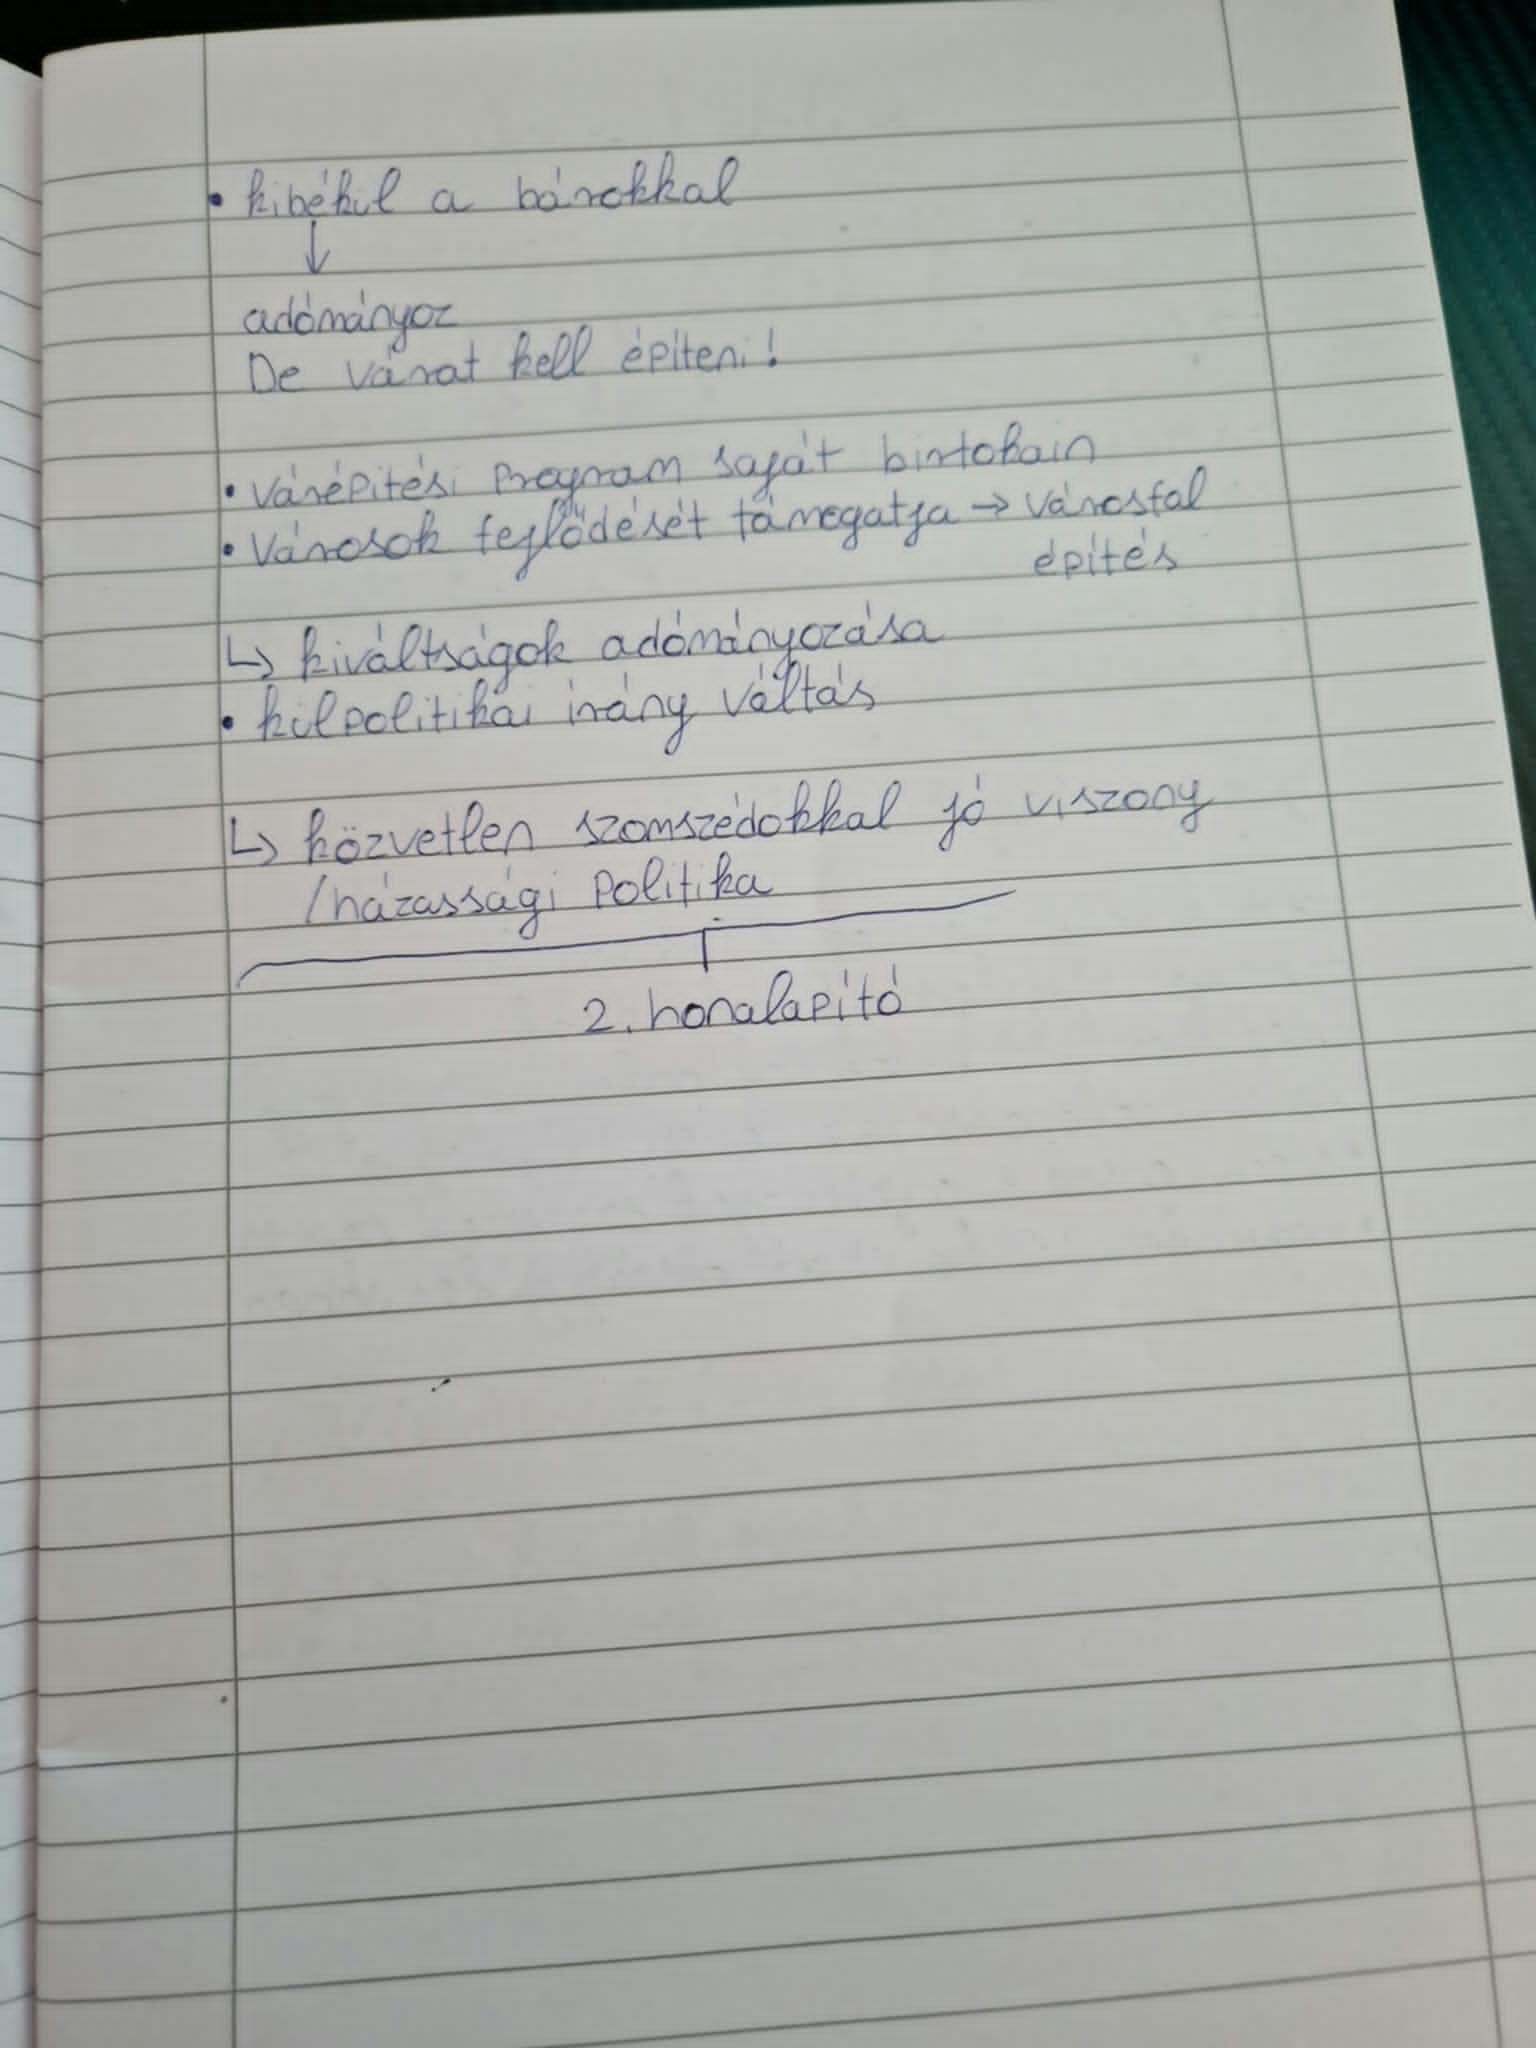 • kibékül a bárokkal
↓
adományoz
De várat kell építeni!
• Várépítési Program saját birtokain
• Városok fejlődését támogatja → városfal
építés
↳ kiváltságok adományozása
• külpolitikai irány váltás
↳ közvetlen szomszédokkal jó viszony
/házassági Politika
2. honalapító